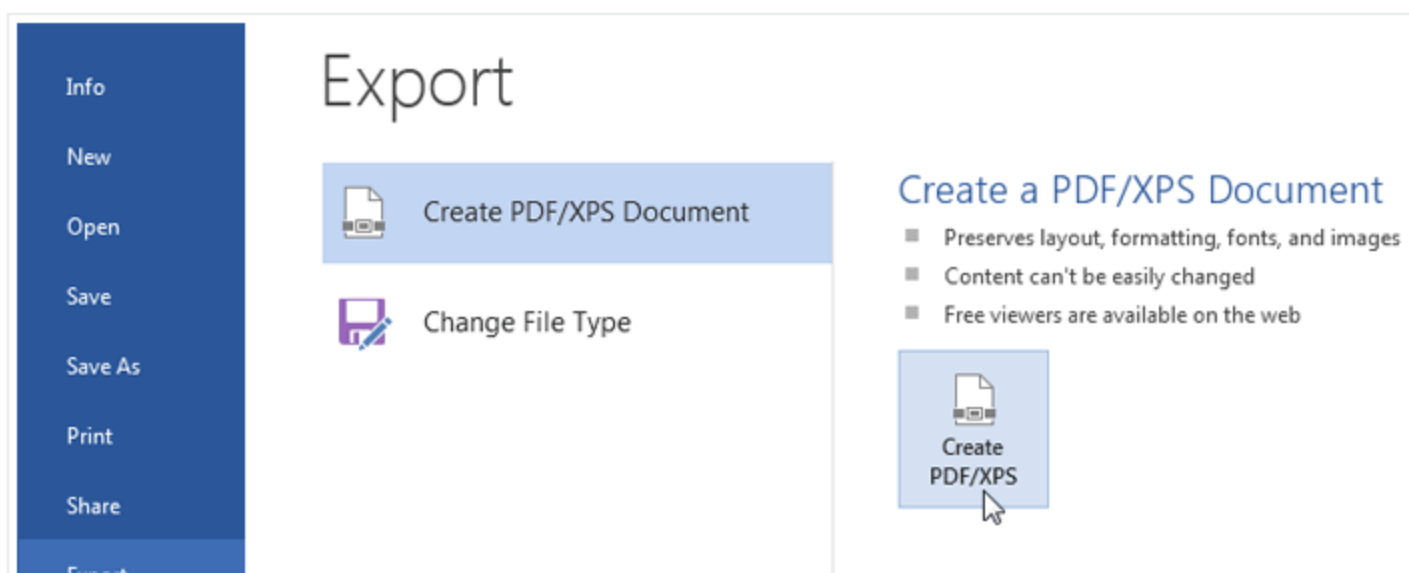 Info
New
Open
Save
Save As
Print
Share
Export
Export
Create PDF/XPS Document
Change File Type
Create a PDF/XPS Document
Preserves layout, formatting, fonts, and images
Content can't be easily changed
Free viewers are available on the web
Create
PDF/XPS